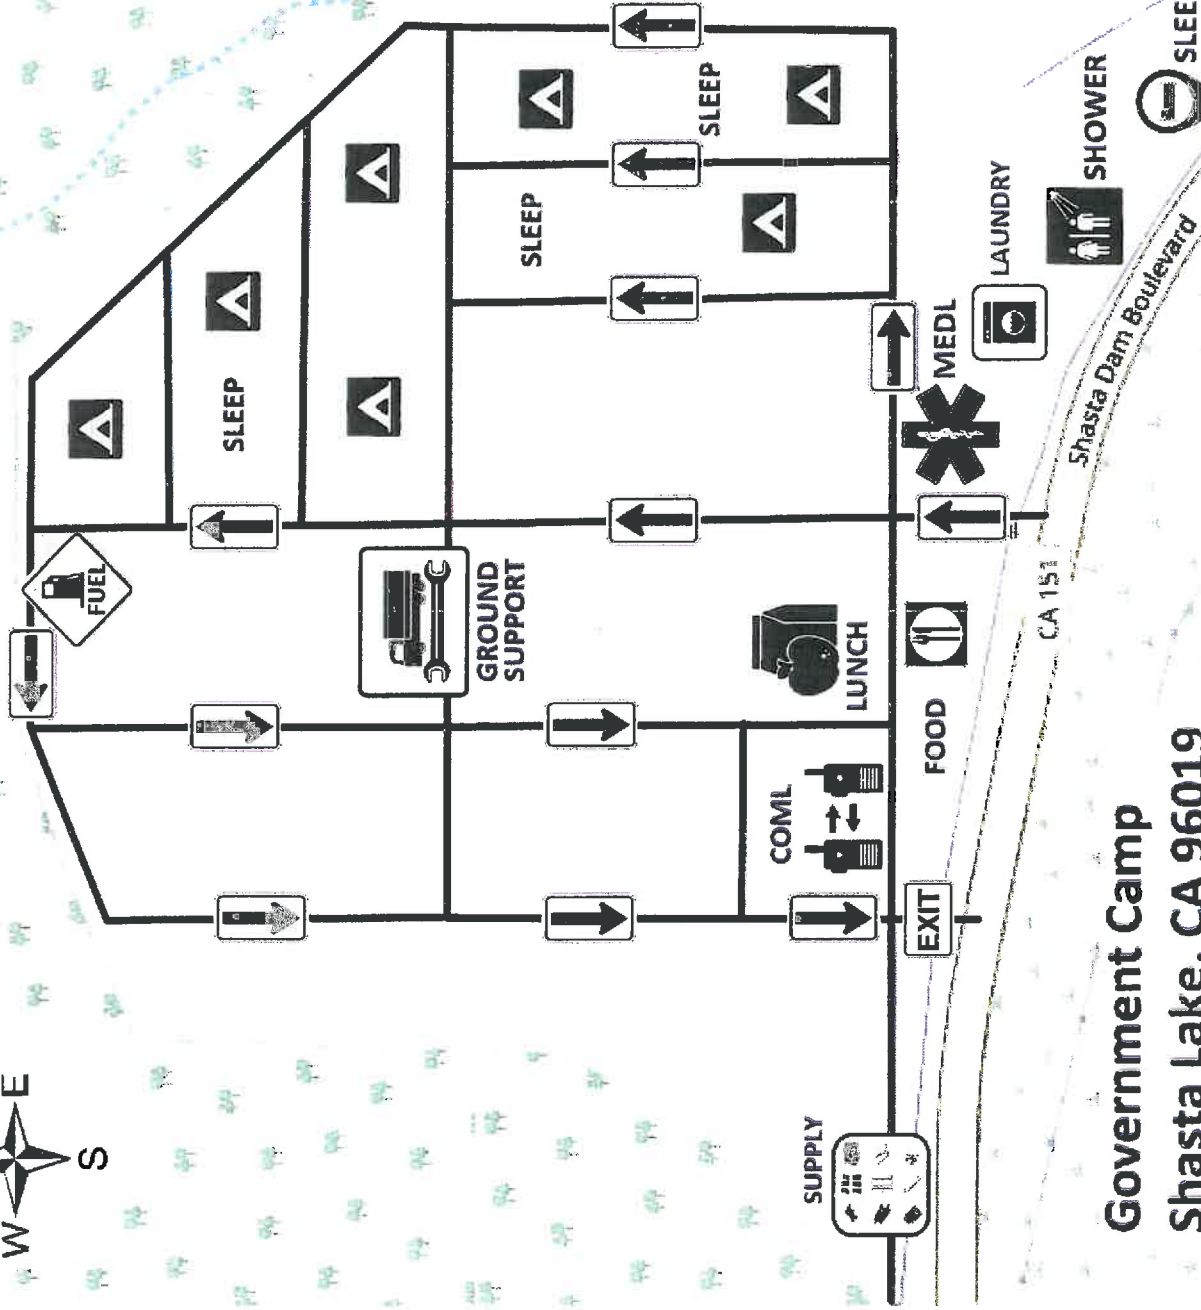 W E
S
FUEL
SLEEP
GROUND
SUPPORT
SLEEP
SLEEP
COML
SUPPLY
LUNCH
EXIT
FOOD
MEDL
LAUNDRY
CA 151
Shasta Dam Boulevard
SHOWER
SLEE
Government Camp
Shasta Lake, CA 96019